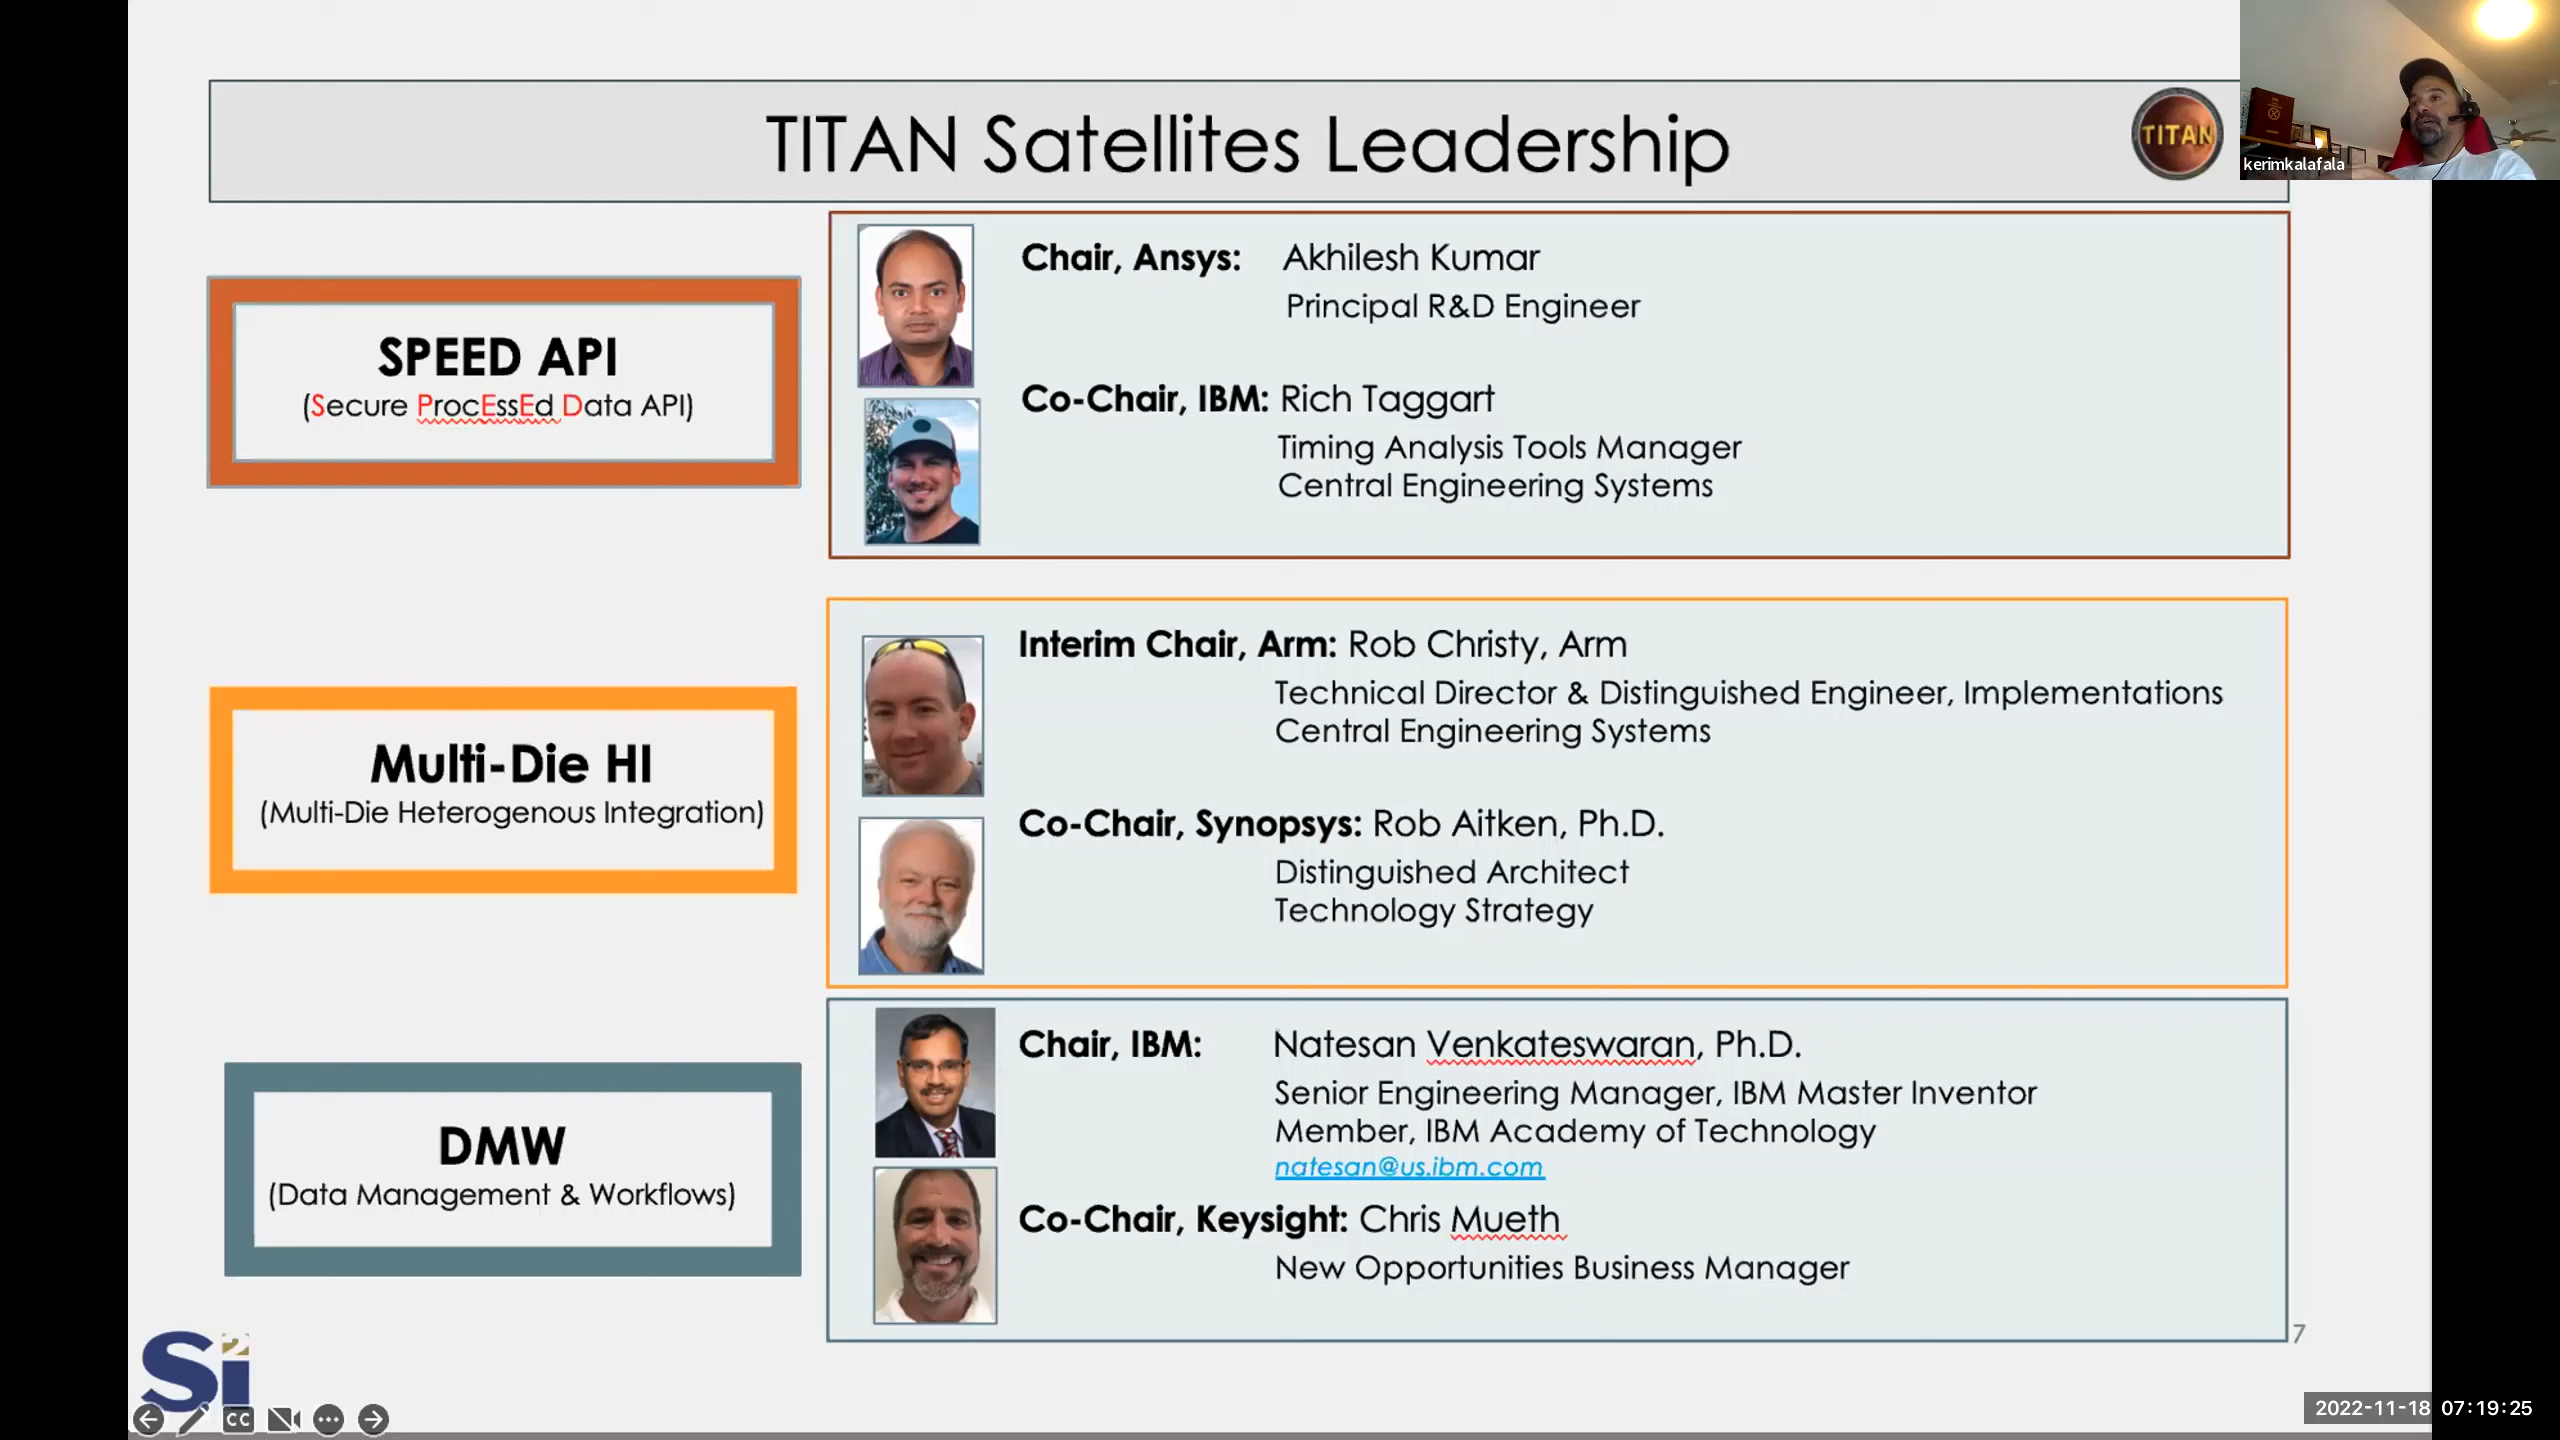 TITAN Satellites Leadership
TITAN
kerimkalafala
SPEED API
(Secure ProcEssEd Data API)
Chair, Ansys: Akhilesh Kumar
Principal R&D Engineer
Co-Chair, IBM: Rich Taggart
Timing Analysis Tools Manager
Central Engineering Systems
Multi-Die HI
(Multi-Die Heterogenous Integration)
Interim Chair, Arm: Rob Christy, Arm
Technical Director & Distinguished Engineer, Implementations
Central Engineering Systems
Co-Chair, Synopsys: Rob Aitken, Ph.D.
Distinguished Architect
Technology Strategy
DMW
(Data Management & Workflows)
Chair, IBM: Natesan Venkateswaran, Ph.D.
Senior Engineering Manager, IBM Master Inventor
Member, IBM Academy of Technology
natesan@us.ibm.com
Co-Chair, Keysight: Chris Mueth
New Opportunities Business Manager
7
Si2
CC
2022-11-18 07:19:25